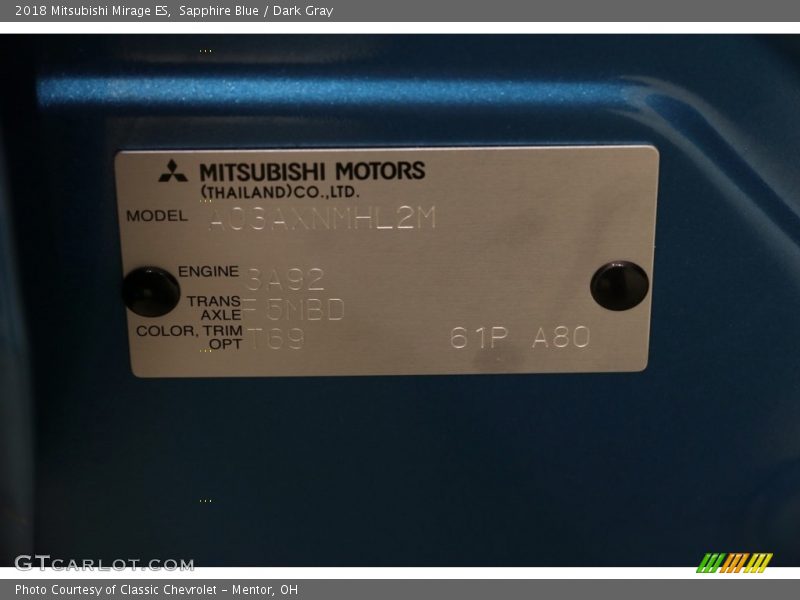 2018 Mitsubishi Mirage ES,  Sapphire Blue / Dark Gray
MITSUBISHI MOTORS
(THAILAND)CO.,LTD.
MODEL A03AXNMHL2M
ENGINE 3A92
TRANS AXLE F5MBD
COLOR, TRIM OPT T69 61P A80
GTCARLOT.COM
Photo Courtesy of Classic Chevrolet - Mentor, OH